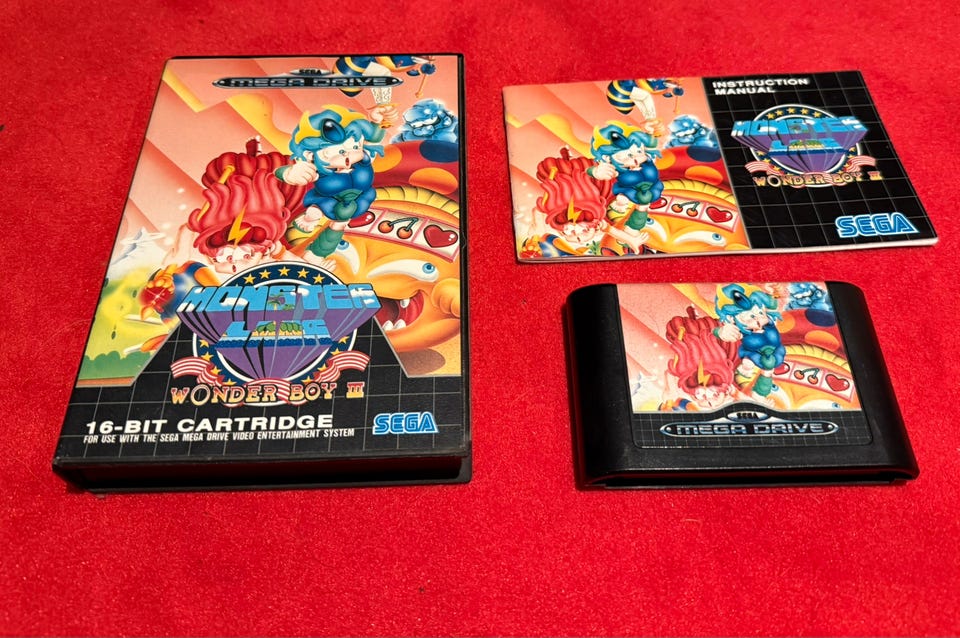 SEGA
MEGA DRIVE
MONSTER
LAIR
WONDER BOY III
16-BIT CARTRIDGE
FOR USE WITH THE SEGA MEGA DRIVE VIDEO ENTERTAINMENT SYSTEM
SEGA
INSTRUCTION
MANUAL
MONSTER
LAIR
WONDER BOY III
SEGA
SEGA
MEGA DRIVE